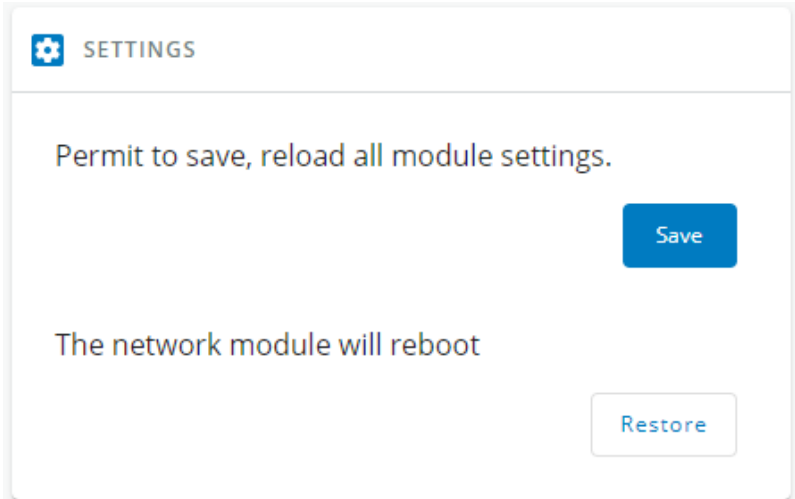 SETTINGS
Permit to save, reload all module settings.
Save
The network module will reboot
Restore